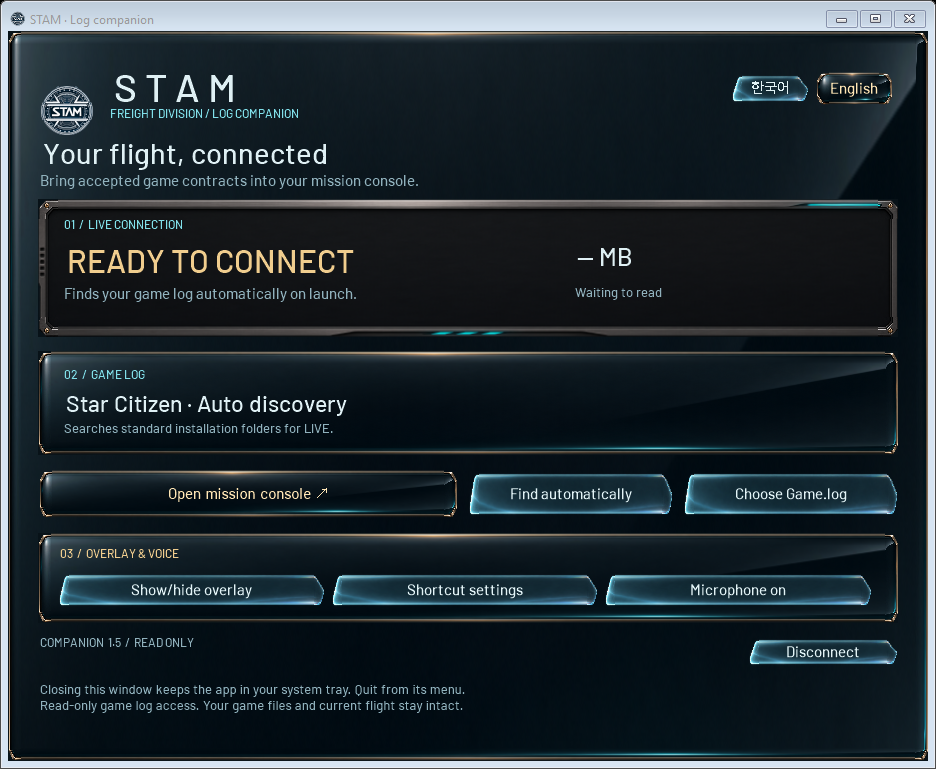 STAM · Log companion
STAM
STAM
한국어
English
FREIGHT DIVISION / LOG COMPANION
Your flight, connected
Bring accepted game contracts into your mission console.
01 / LIVE CONNECTION
READY TO CONNECT
— MB
Finds your game log automatically on launch.
Waiting to read
02 / GAME LOG
Star Citizen · Auto discovery
Searches standard installation folders for LIVE.
Open mission console ↗
Find automatically
Choose Game.log
03 / OVERLAY & VOICE
Show/hide overlay
Shortcut settings
Microphone on
COMPANION 1.5 / READ ONLY
Disconnect
Closing this window keeps the app in your system tray. Quit from its menu.
Read-only game log access. Your game files and current flight stay intact.